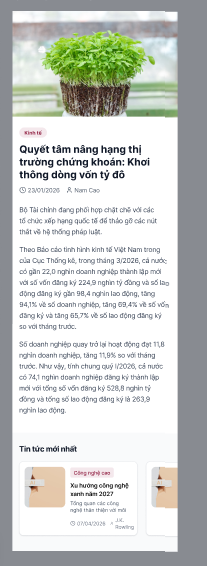 Kinh tế
Quyết tâm nâng hạng thị
trường chứng khoán: Khơi
thông dòng vốn tỷ đô
23/01/2026 Nam Cao
Bộ Tài chính đang phối hợp chặt chẽ với các
tổ chức xếp hạng quốc tế để tháo gỡ các nút
thắt về hệ thống pháp luật.
Theo Báo cáo tình hình kinh tế Việt Nam trong
của Cục Thống kê, trong tháng 3/2026, cả nước
có gần 22,0 nghìn doanh nghiệp thành lập mới
với số vốn đăng ký 224,9 nghìn tỷ đồng và số lao
động đăng ký gần 98,4 nghìn lao động, tăng
94,1% về số doanh nghiệp, tăng 69,4% về số vốn
đăng ký và tăng 65,7% về số lao động đăng ký
so với tháng trước.
Số doanh nghiệp quay trở lại hoạt động đạt 11,8
nghìn doanh nghiệp, tăng 11,9% so với tháng
trước. Như vậy, tính chung quý I/2026, cả nước
có 74,1 nghìn doanh nghiệp đăng ký thành lập
mới với tổng số vốn đăng ký 528,8 nghìn tỷ
đồng và tổng số lao động đăng ký là 263,9
nghìn lao động.
Tin tức mới nhất
Công nghệ cao
Xu hướng công nghệ
xanh năm 2027
Tổng quan các công
nghệ thân thiện với môi
07/04/2026 J.K.
Rowling